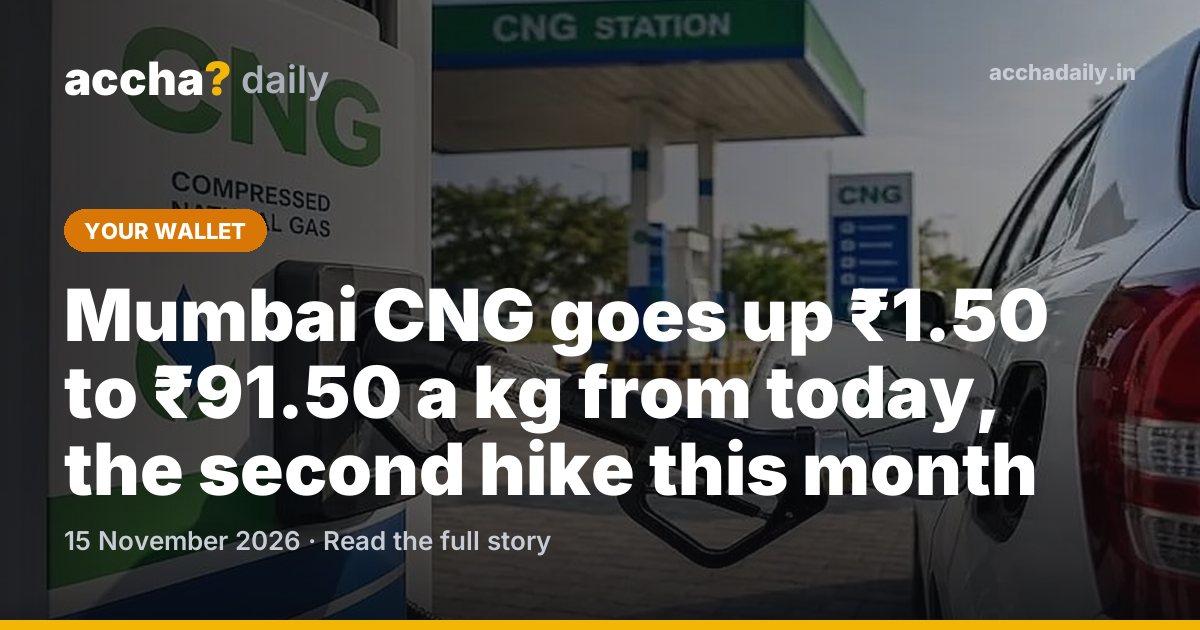 CNG STATION
accha? daily
acchadaily.in
CNG
COMPRESSED
NATURAL GAS
CNG
YOUR WALLET
Mumbai CNG goes up ₹1.50
to ₹91.50 a kg from today,
the second hike this month
15 November 2026 · Read the full story